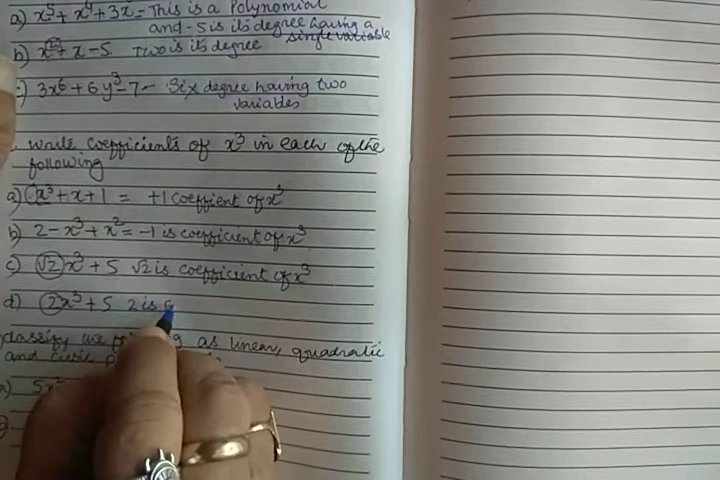 a) x⁵ + x⁴ + 3x - This is a Polynomial
and - 5 is its degree having a
single variable
b) x² + x - 5 Two is its degree
c) 3x⁶ + 6y³ - 7 - Six degree having two
variables
write coefficients of x³ in each of the
following
a) x³ + x + 1 = +1 coeffient of x³
b) 2 - x³ + x² = -1 is coefficient of x³
c) √2 x³ + 5 √2 is coefficient of x³
d) 2x³ + 5 2 is
classify as linear, quadratic
and
a) 5x²